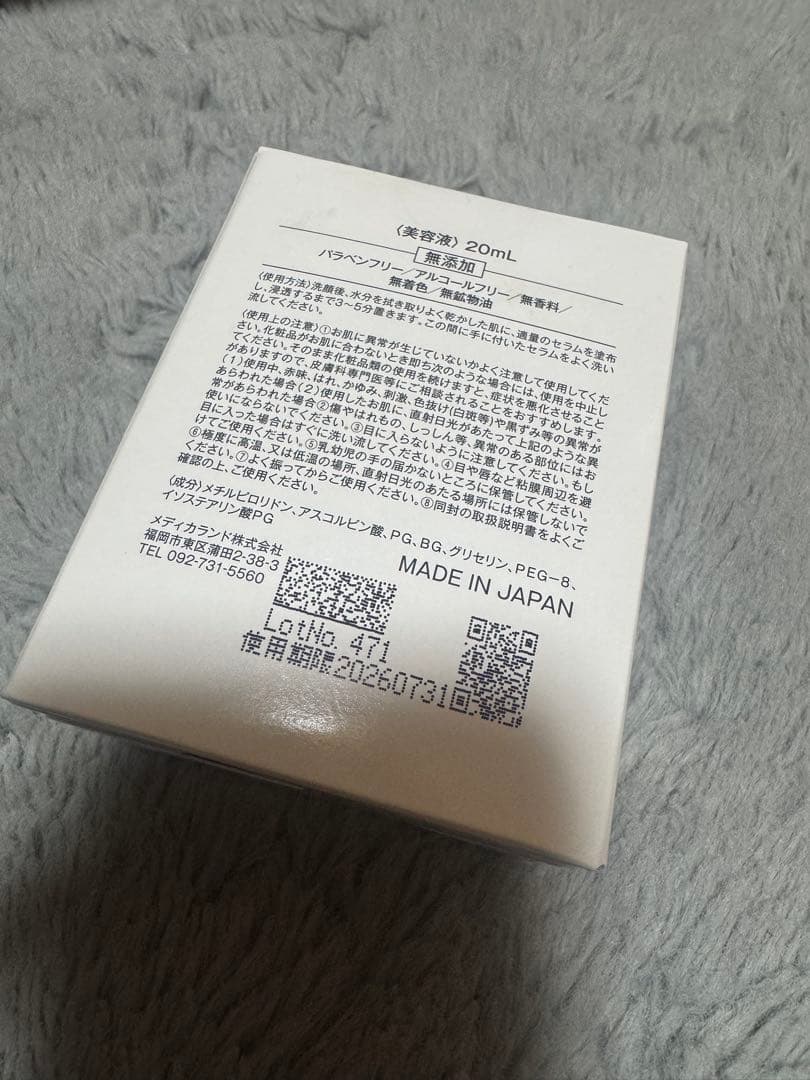 〈美容液〉20mL
無添加
パラベンフリー/アルコールフリー/無香料/
無着色/無鉱物油
〈使用方法〉洗顔後、水分を拭き取りよく乾かした肌に、適量のセラムを塗布
し、浸透するまで3〜5分置きます。この間に手に付いたセラムをよく洗い
流してください。
〈使用上の注意〉①お肌に異常が生じていないかよく注意して使用してくだ
さい。化粧品がお肌に合わないとき即ち次のような場合には、使用を中止し
てください。そのまま化粧品類の使用を続けますと、症状を悪化させること
がありますので、皮膚科専門医等にご相談されることをおすすめします。
(1)使用中、赤味、はれ、かゆみ、刺激、色抜け(白斑等)や黒ずみ等の異常が
あらわれた場合(2)使用したお肌に、直射日光があたって上記のような異
常があらわれた場合②傷やはれもの、しっしん等、異常のある部位にはお
使いにならないでください。③目に入らないように注意してください。もし
目に入った場合はすぐに洗い流してください。④目や唇など粘膜周辺を避
けてご使用ください。⑤乳幼児の手の届かないところに保管してください。
⑥極度に高温、又は低温の場所、直射日光のあたる場所には保管しないで
ください。⑦よく振ってからご使用ください。⑧同封の取扱説明書をよくご
確認の上、ご使用ください。
〈成分〉メチルピロリドン、アスコルビン酸、PG、BG、グリセリン、PEG-8、
イソステアリン酸PG
メディカランド株式会社
福岡市東区蒲田2-38-3
TEL 092-731-5560
MADE IN JAPAN
LotNo. 471
使用期限20260731